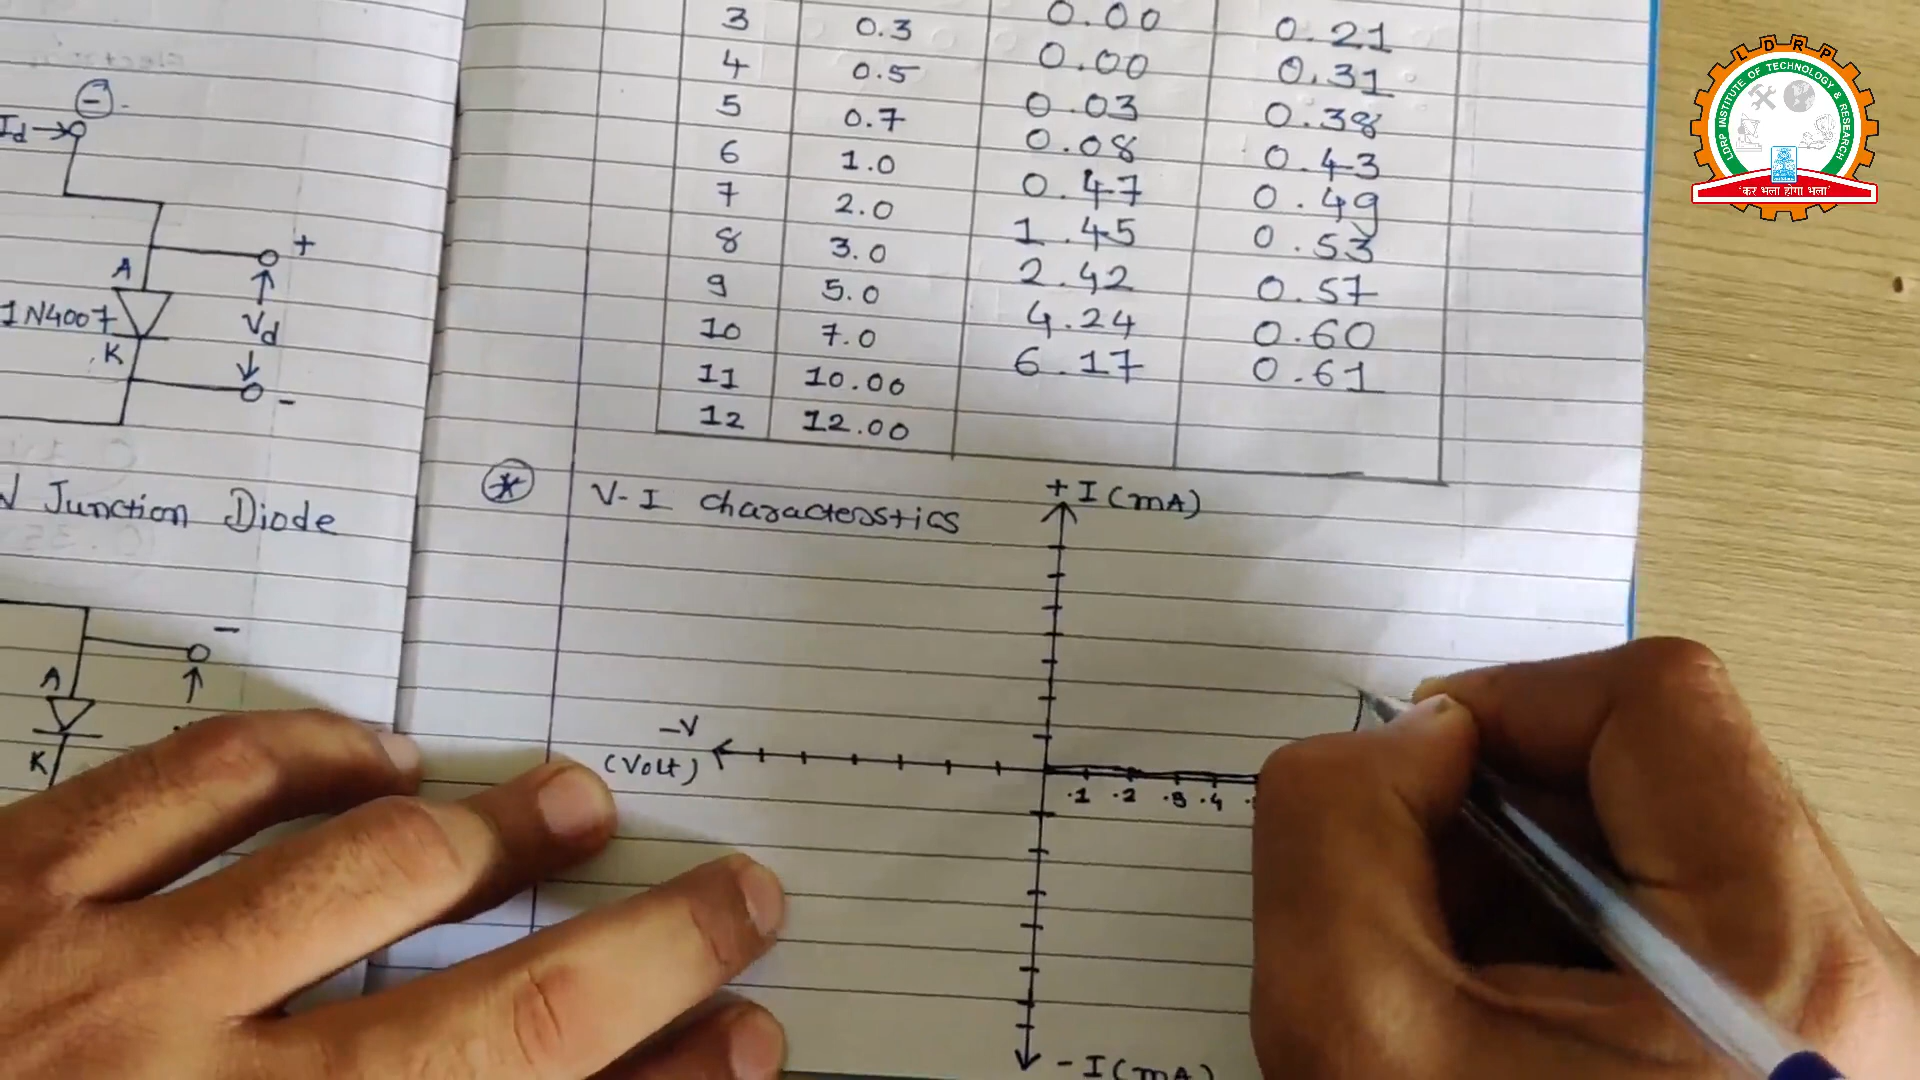 3 0.3 0.00 0.21
4 0.5 0.00 0.31
5 0.7 0.03 0.38
6 1.0 0.08 0.43
7 2.0 0.47 0.49
8 3.0 1.45 0.53
9 5.0 2.42 0.57
10 7.0 4.24 0.60
11 10.00 6.17 0.61
12 12.00
Id
+
A
1N4007
Vd
K
-
Junction Diode
-
A
K
V-I characterstics
+I(mA)
-V
(Volt)
.1 .2 .3 .4
-I(mA)
LDRP
LDRP INSTITUTE OF TECHNOLOGY & RESEARCH
'कर भला होगा भला'